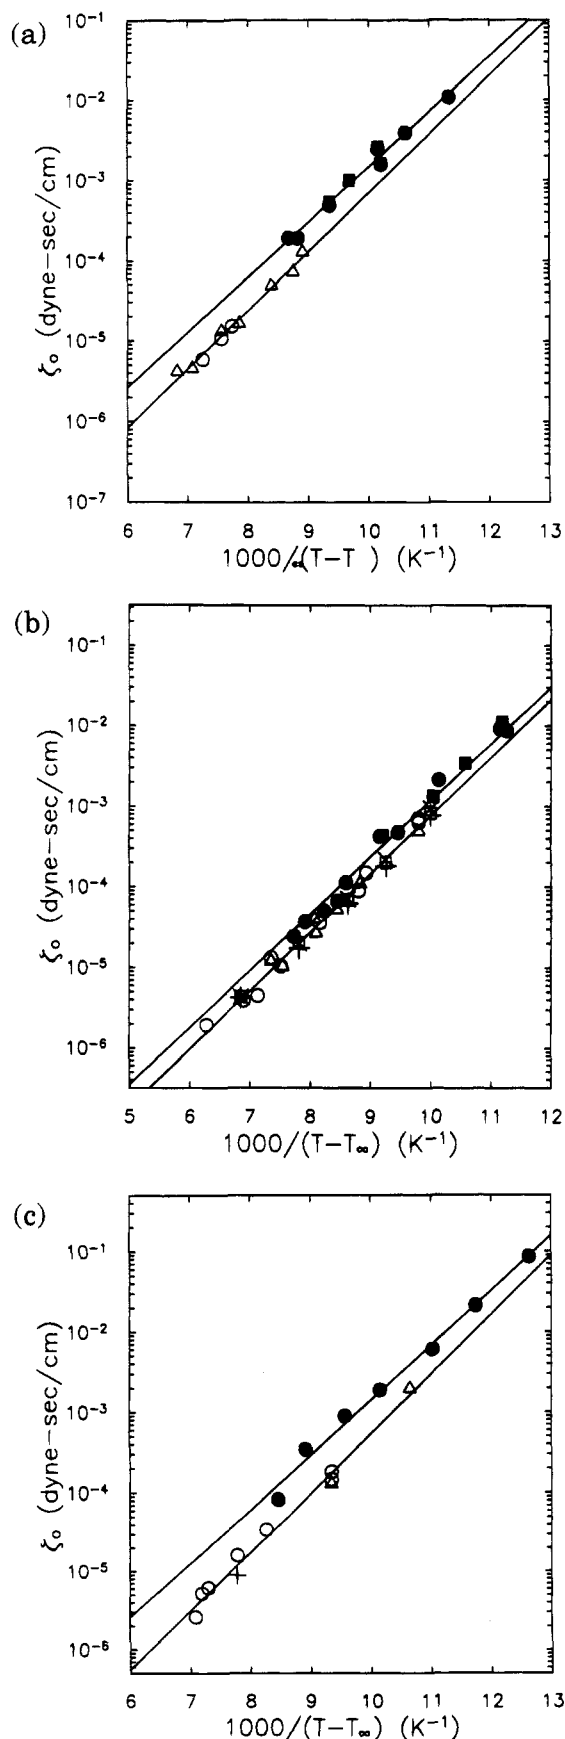 (a)
10⁻¹
10⁻²
10⁻³
10⁻⁴
10⁻⁵
10⁻⁶
10⁻⁷
ζ₀ (dyne−sec/cm)
6 7 8 9 10 11 12 13
1000/∞(T−T ) (K⁻¹)
(b)
10⁻¹
10⁻²
10⁻³
10⁻⁴
10⁻⁵
10⁻⁶
ζ₀ (dyne−sec/cm)
5 6 7 8 9 10 11 12
1000/(T−T∞) (K⁻¹)
(c)
10⁻¹
10⁻²
10⁻³
10⁻⁴
10⁻⁵
10⁻⁶
ζ₀ (dyne−sec/cm)
6 7 8 9 10 11 12 13
1000/(T−T∞) (K⁻¹)